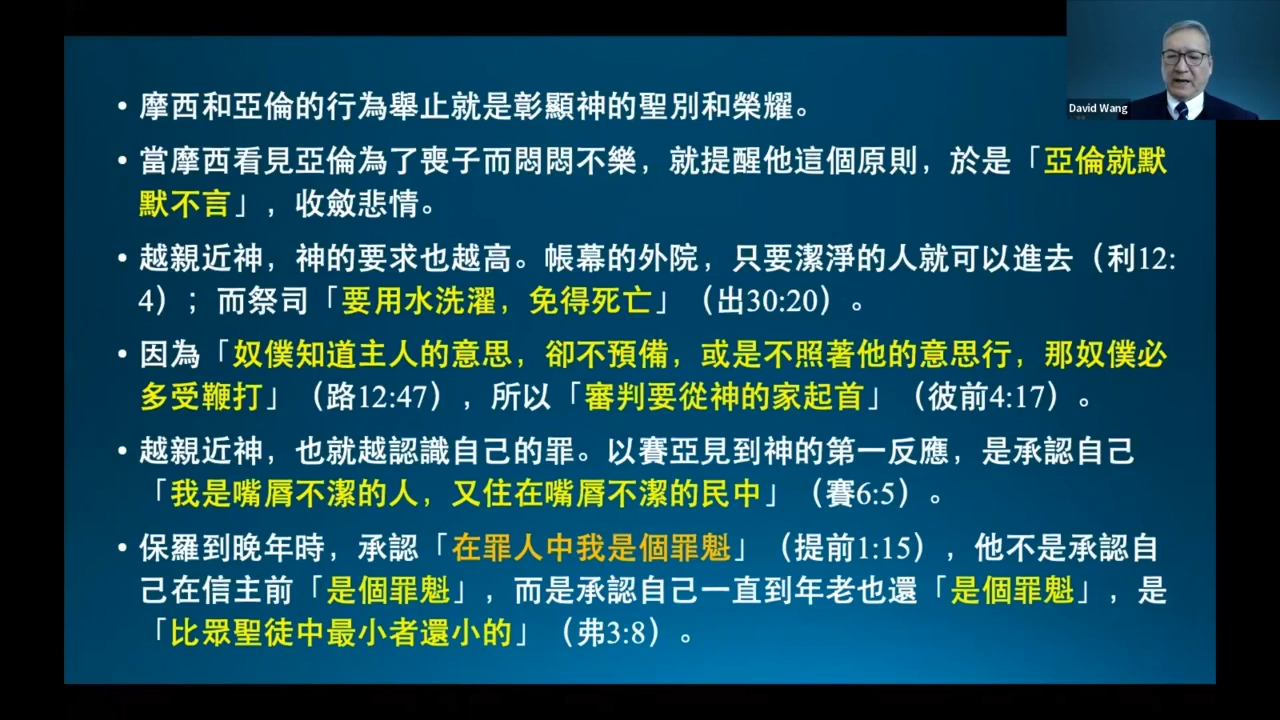 David Wang
• 摩西和亞倫的行為舉止就是彰顯神的聖別和榮耀。
• 當摩西看見亞倫為了喪子而悶悶不樂，就提醒他這個原則，於是「亞倫就默
默不言」，收斂悲情。
• 越親近神，神的要求也越高。帳幕的外院，只要潔淨的人就可以進去（利12:
4）；而祭司「要用水洗濯，免得死亡」（出30:20）。
• 因為「奴僕知道主人的意思，卻不預備，或是不照著他的意思行，那奴僕必
多受鞭打」（路12:47），所以「審判要從神的家起首」（彼前4:17）。
• 越親近神，也就越認識自己的罪。以賽亞見到神的第一反應，是承認自己
「我是嘴脣不潔的人，又住在嘴脣不潔的民中」（賽6:5）。
• 保羅到晚年時，承認「在罪人中我是個罪魁」（提前1:15），他不是承認自
己在信主前「是個罪魁」，而是承認自己一直到年老也還「是個罪魁」，是
「比眾聖徒中最小者還小的」（弗3:8）。